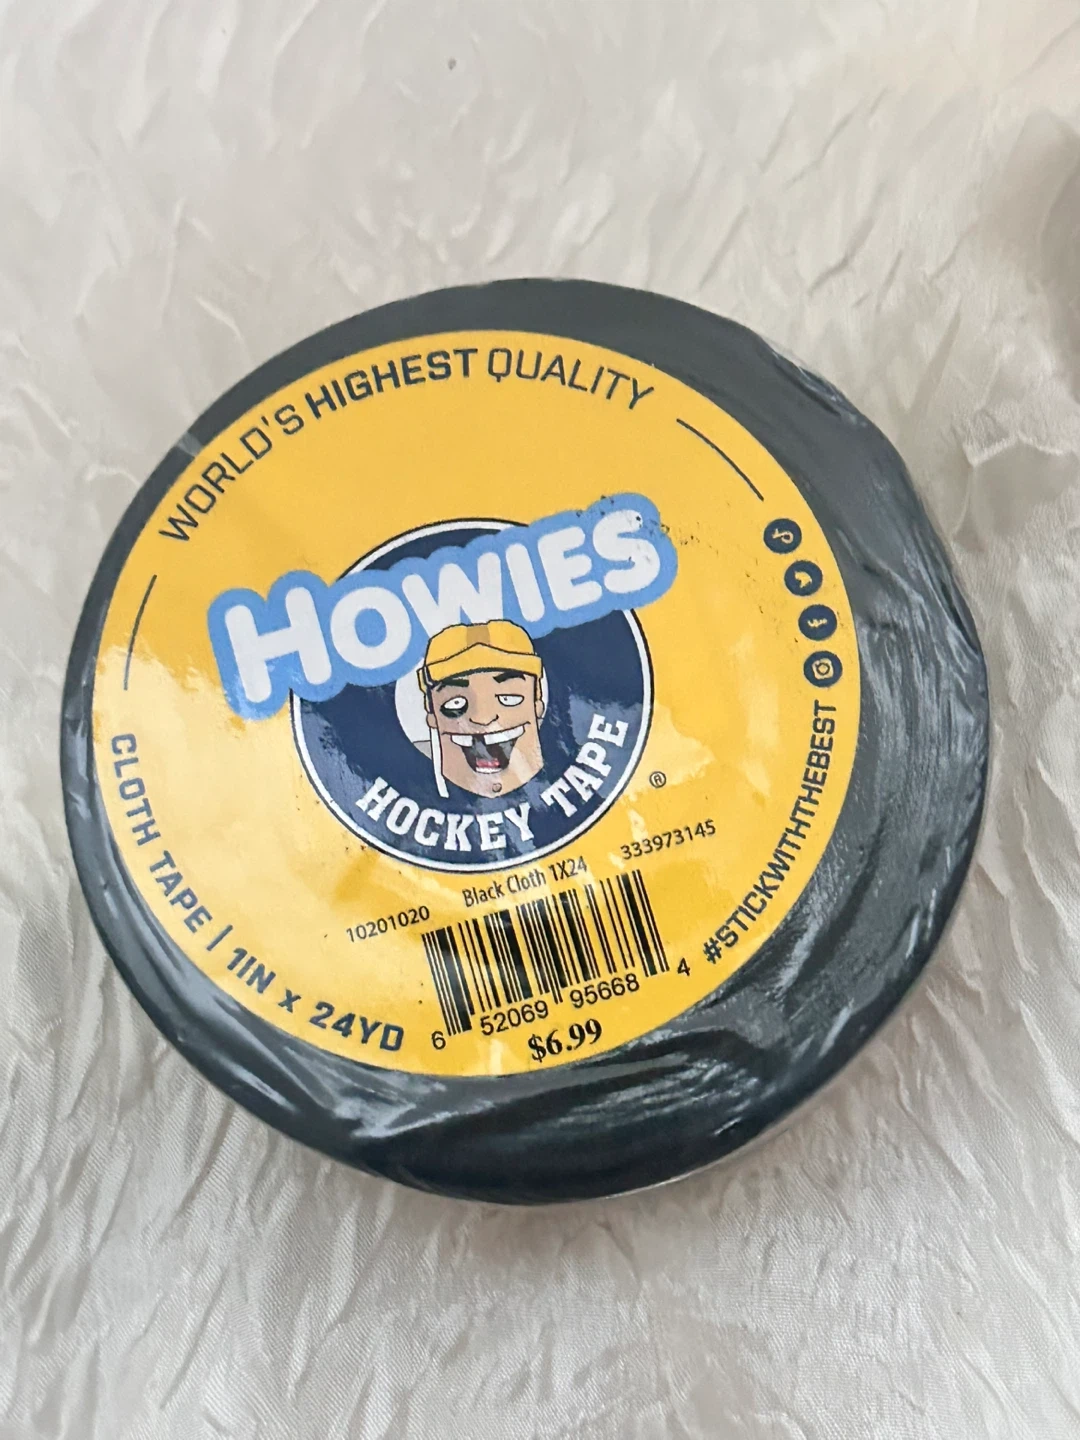 WORLD'S HIGHEST QUALITY
HOWIES
HOCKEY TAPE
®
10201020 Black Cloth 1X24 333973145
6 52069 95668 4
$6.99
CLOTH TAPE | 1IN x 24YD
#STICKWITHTHEBEST